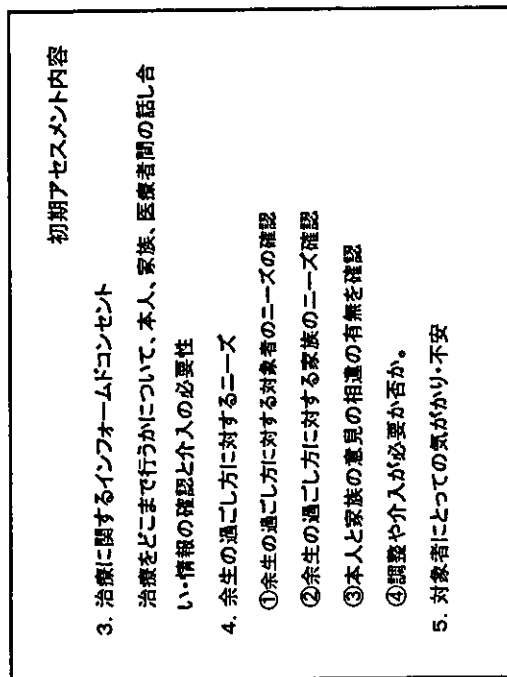 初期アセスメント内容
3. 治療に関するインフォームドコンセント
治療をどこまで行うかについて、本人、家族、医療者間の話し合
い・情報の確認と介入の必要性
4. 余生の過ごし方に対するニーズ
①余生の過ごし方に対する対象者のニーズの確認
②余生の過ごし方に対する家族のニーズ確認
③本人と家族の意見の相違の有無を確認
④調整や介入が必要か否か。
5. 対象者にとっての気がかり・不安